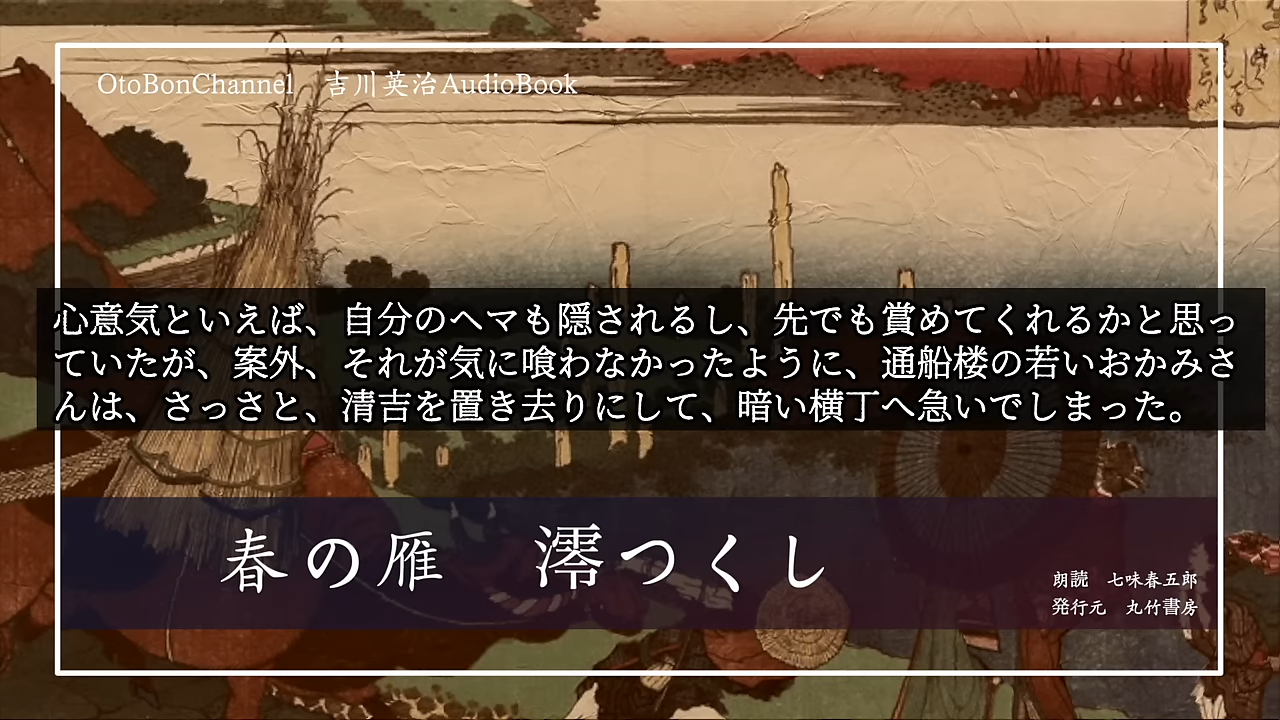 OtoBonChannel 吉川英治AudioBook
心意気といえば、自分のヘマも隠されるし、先でも賞めてくれるかと思っ
ていたが、案外、それが気に喰わなかったように、通船楼の若いおかみさ
んは、さっさと、清吉を置き去りにして、暗い横丁へ急いでしまった。
春の雁 澪つくし
朗読 七味春五郎
発行元 丸竹書房